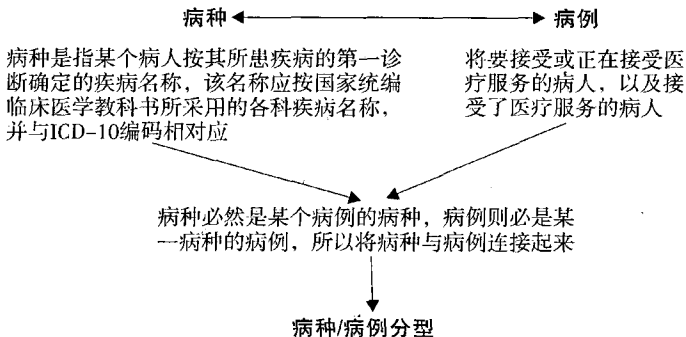 病种 病例
病种是指某个病人按其所患疾病的第一诊
断确定的疾病名称，该名称应按国家统编
临床医学教科书所采用的各科疾病名称，
并与ICD-10编码相对应
将要接受或正在接受医
疗服务的病人，以及接
受了医疗服务的病人
病种必然是某个病例的病种，病例则必是某
一病种的病例，所以将病种与病例连接起来
病种/病例分型